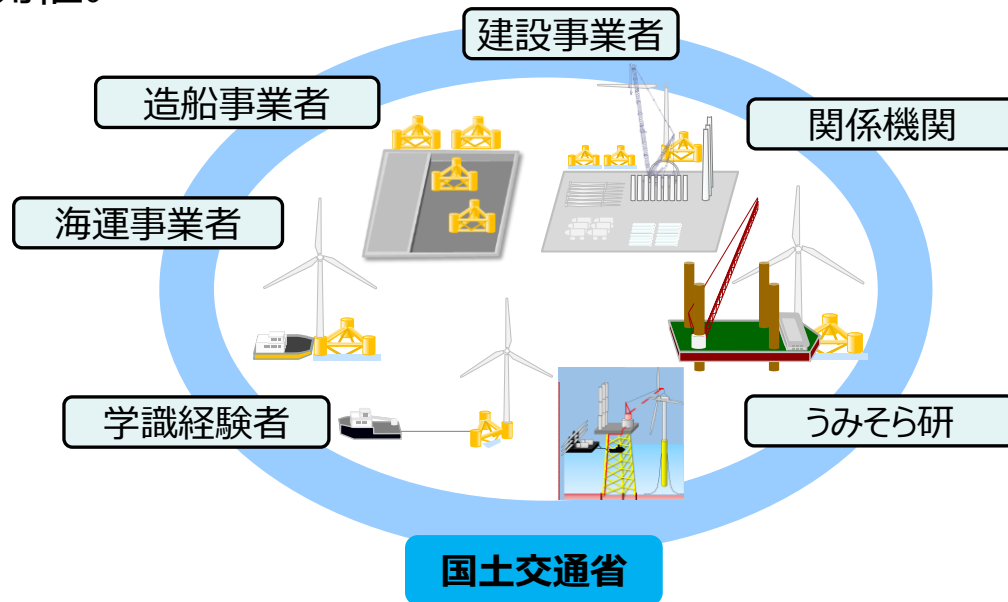 建設事業者
造船事業者
関係機関
海運事業者
学識経験者
うみそら研
国土交通省